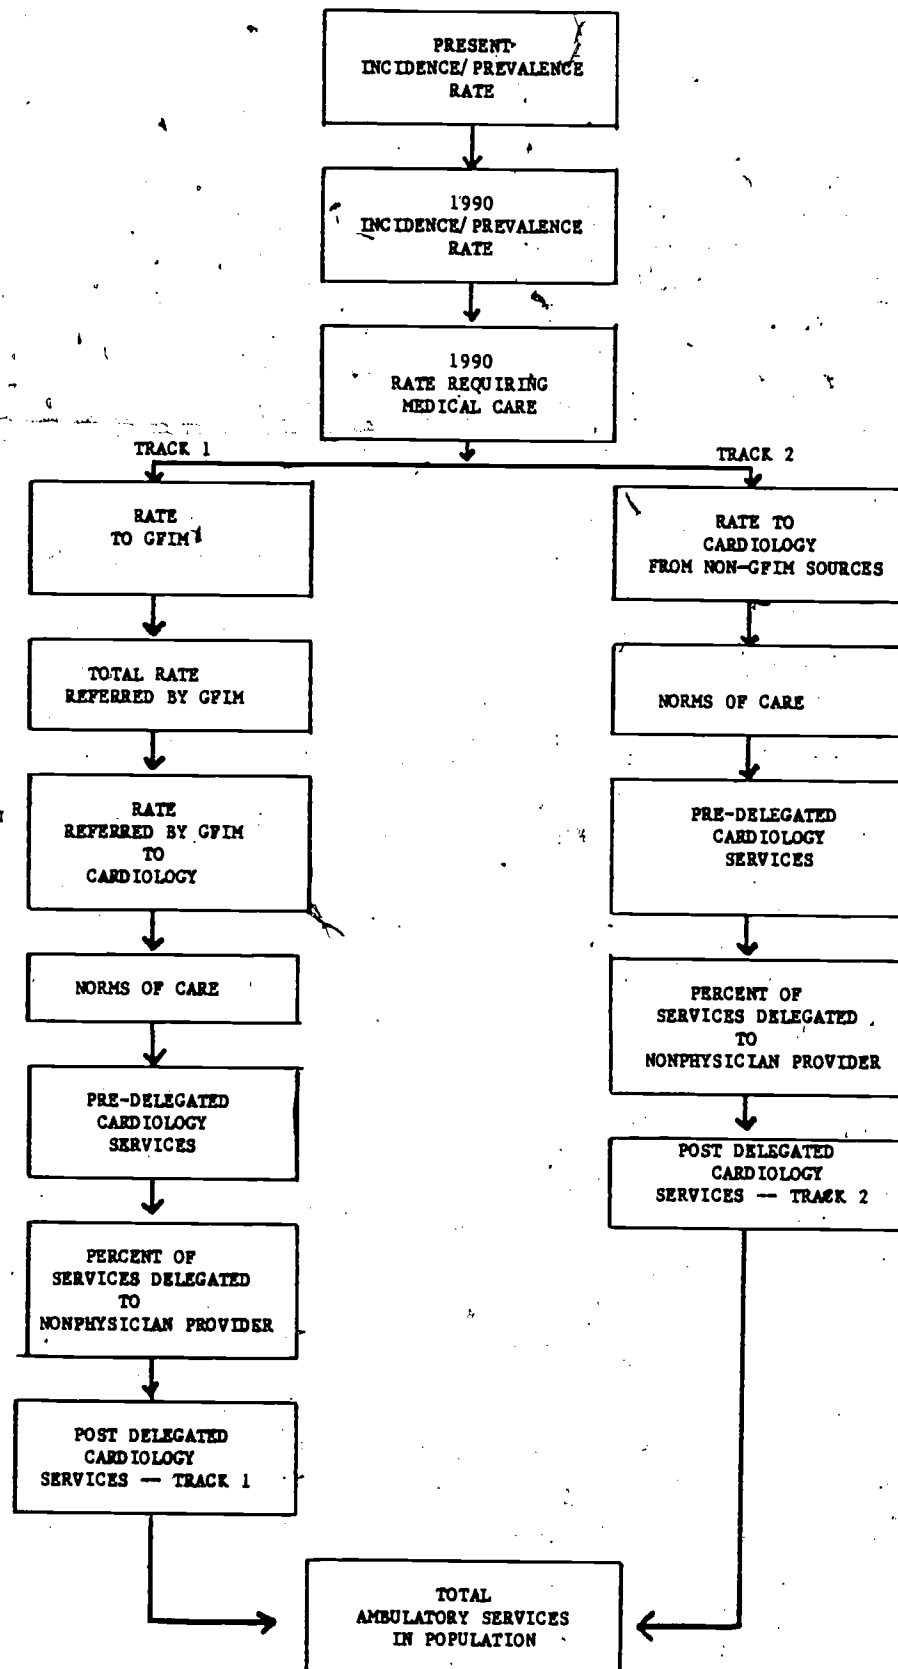 PRESENT
INCIDENCE/PREVALENCE
RATE
1990
INCIDENCE/PREVALENCE
RATE
1990
RATE REQUIRING
MEDICAL CARE
TRACK 1
RATE
TO GFIM
TOTAL RATE
REFERRED BY GFIM
RATE
REFERRED BY GFIM
TO
CARDIOLOGY
NORMS OF CARE
PRE-DELEGATED
CARDIOLOGY
SERVICES
PERCENT OF
SERVICES DELEGATED
TO
NONPHYSICIAN PROVIDER
POST DELEGATED
CARDIOLOGY
SERVICES — TRACK 1
TRACK 2
RATE TO
CARDIOLOGY
FROM NON-GFIM SOURCES
NORMS OF CARE
PRE-DELEGATED
CARDIOLOGY
SERVICES
PERCENT OF
SERVICES DELEGATED
TO
NONPHYSICIAN PROVIDER
POST DELEGATED
CARDIOLOGY
SERVICES — TRACK 2
TOTAL
AMBULATORY SERVICES
IN POPULATION